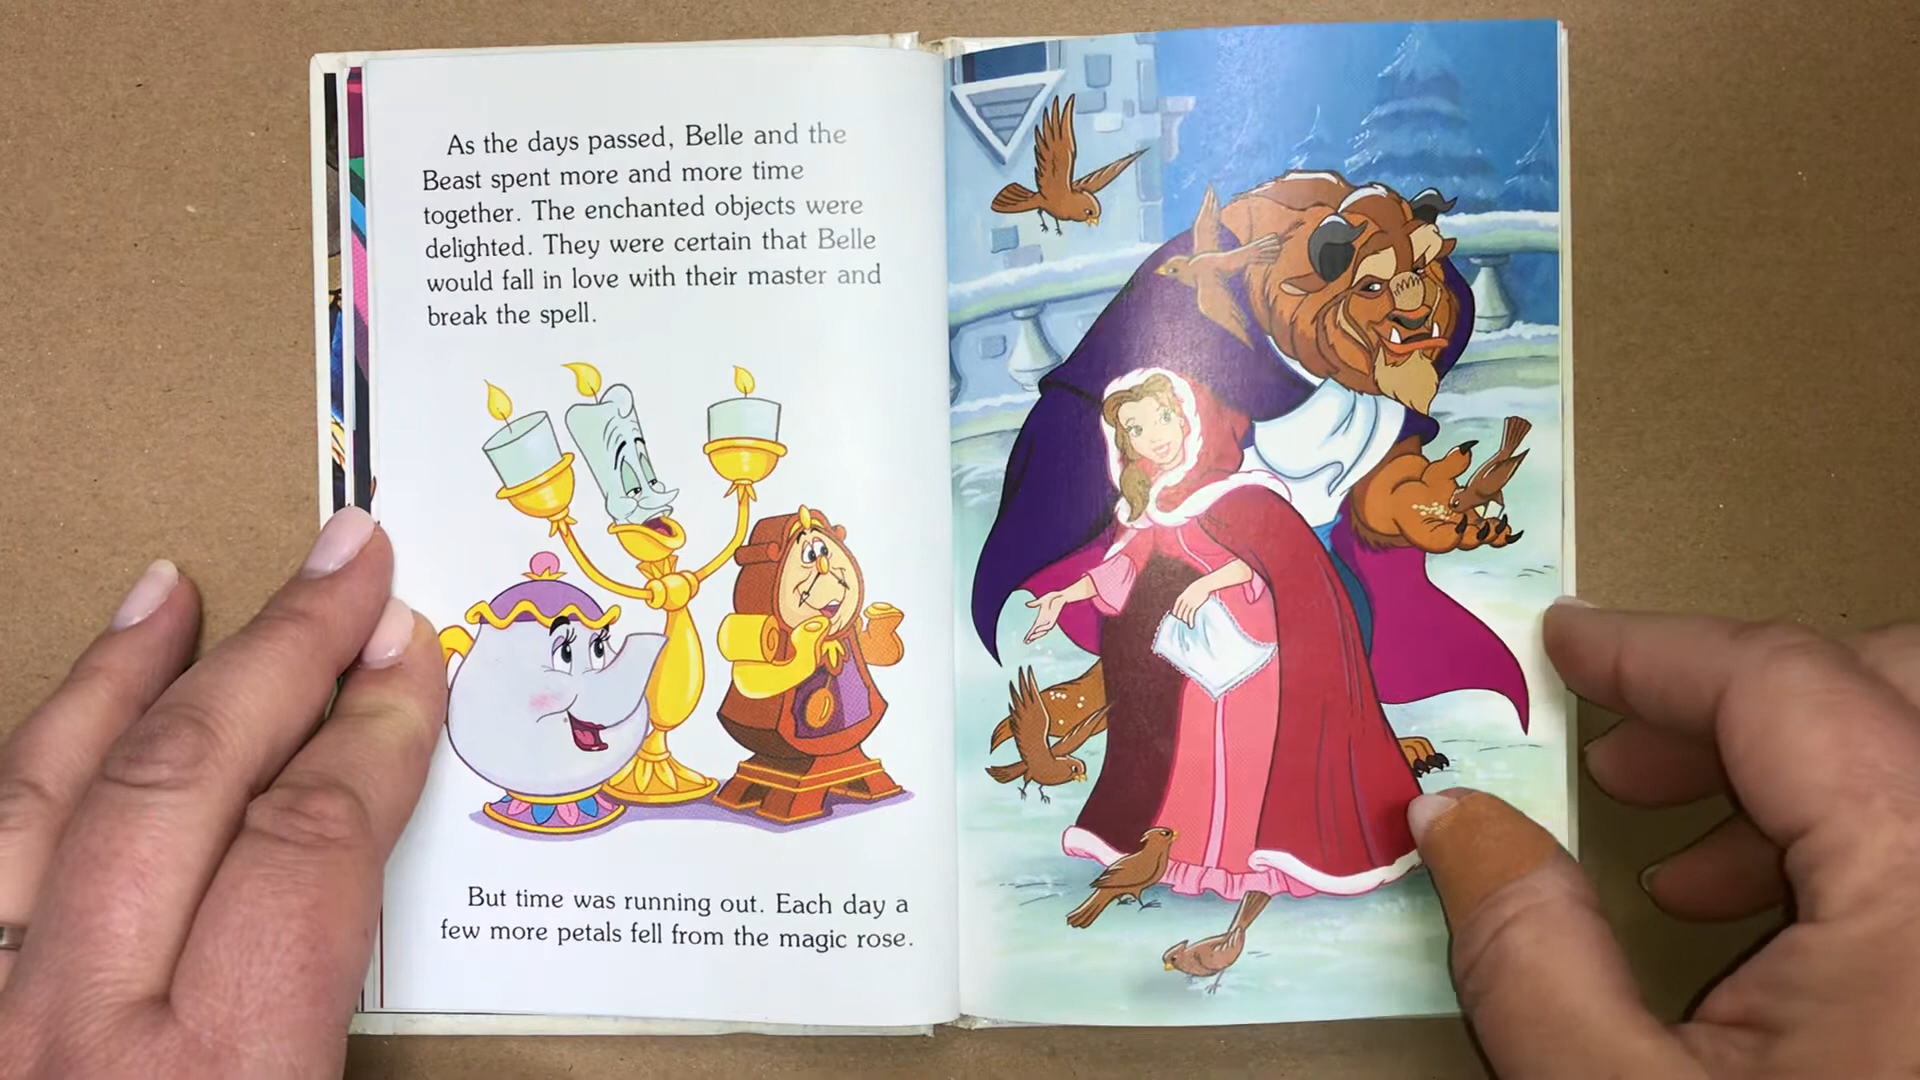 As the days passed, Belle and the
Beast spent more and more time
together. The enchanted objects were
delighted. They were certain that Belle
would fall in love with their master and
break the spell.
But time was running out. Each day a
few more petals fell from the magic rose.